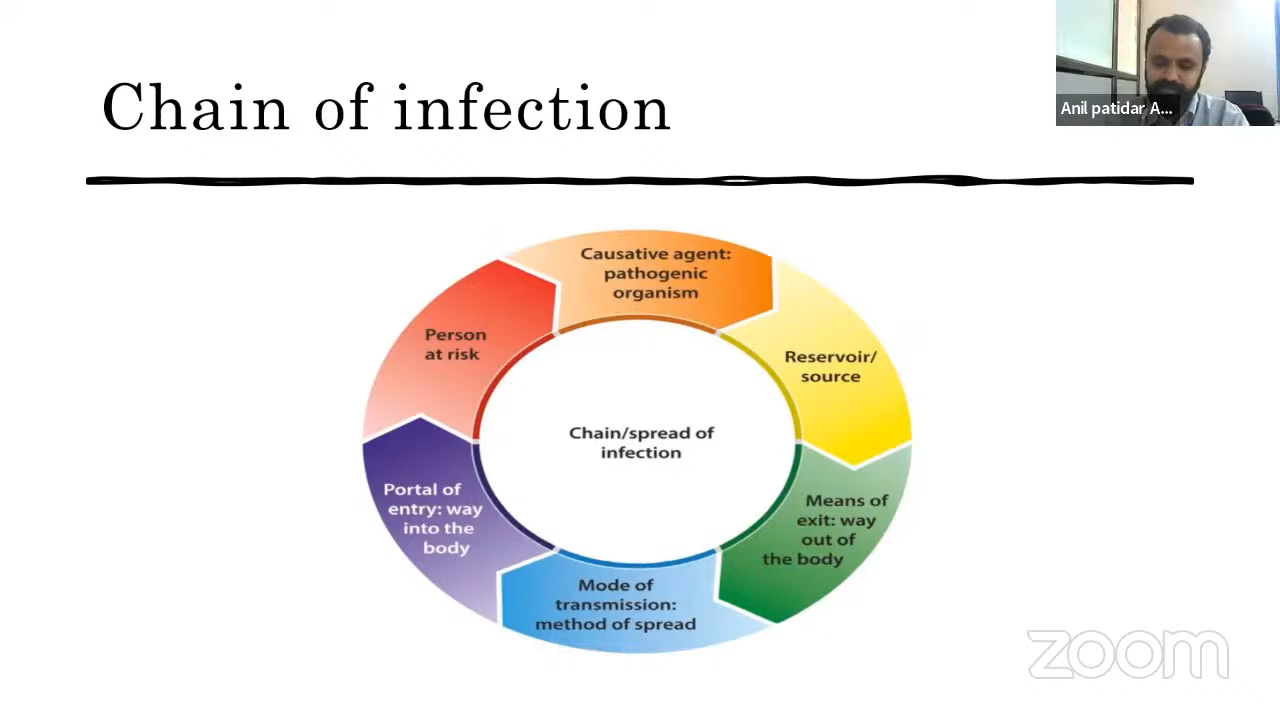 Chain of infection
Anil patidar A...
Causative agent:
pathogenic
organism
Person
at risk
Reservoir/
source
Chain/spread of
infection
Portal of
entry: way
into the
body
Means of
exit: way
out of
the body
Mode of
transmission:
method of spread
zoom